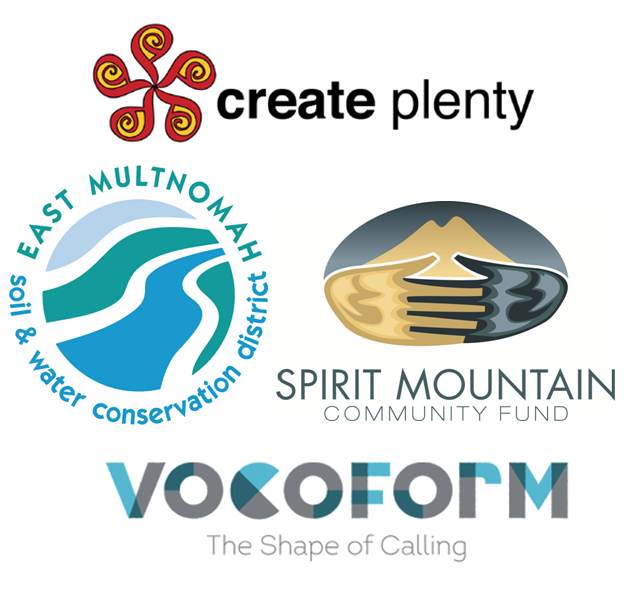 create plenty
EAST MULTNOMAH
soil & water conservation district
SPIRIT MOUNTAIN
COMMUNITY FUND
VOCOFORM
The Shape of Calling